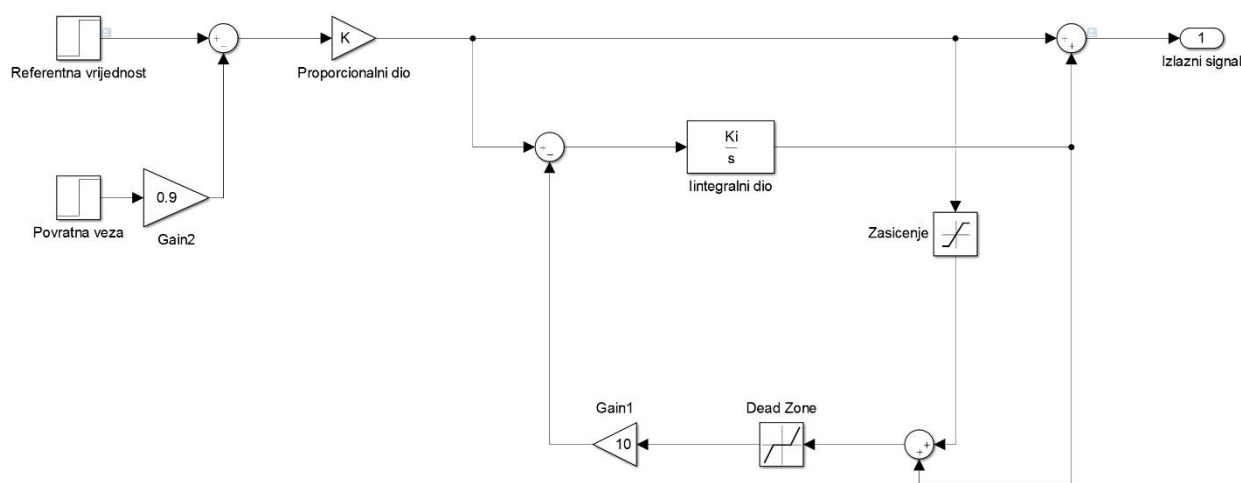 K
1
Referentna vrijednost
Proporcionalni dio
Izlazni signal
Ki
s
Iintegralni dio
0.9
Povratna veza
Gain2
Zasicenje
Gain1
Dead Zone
10